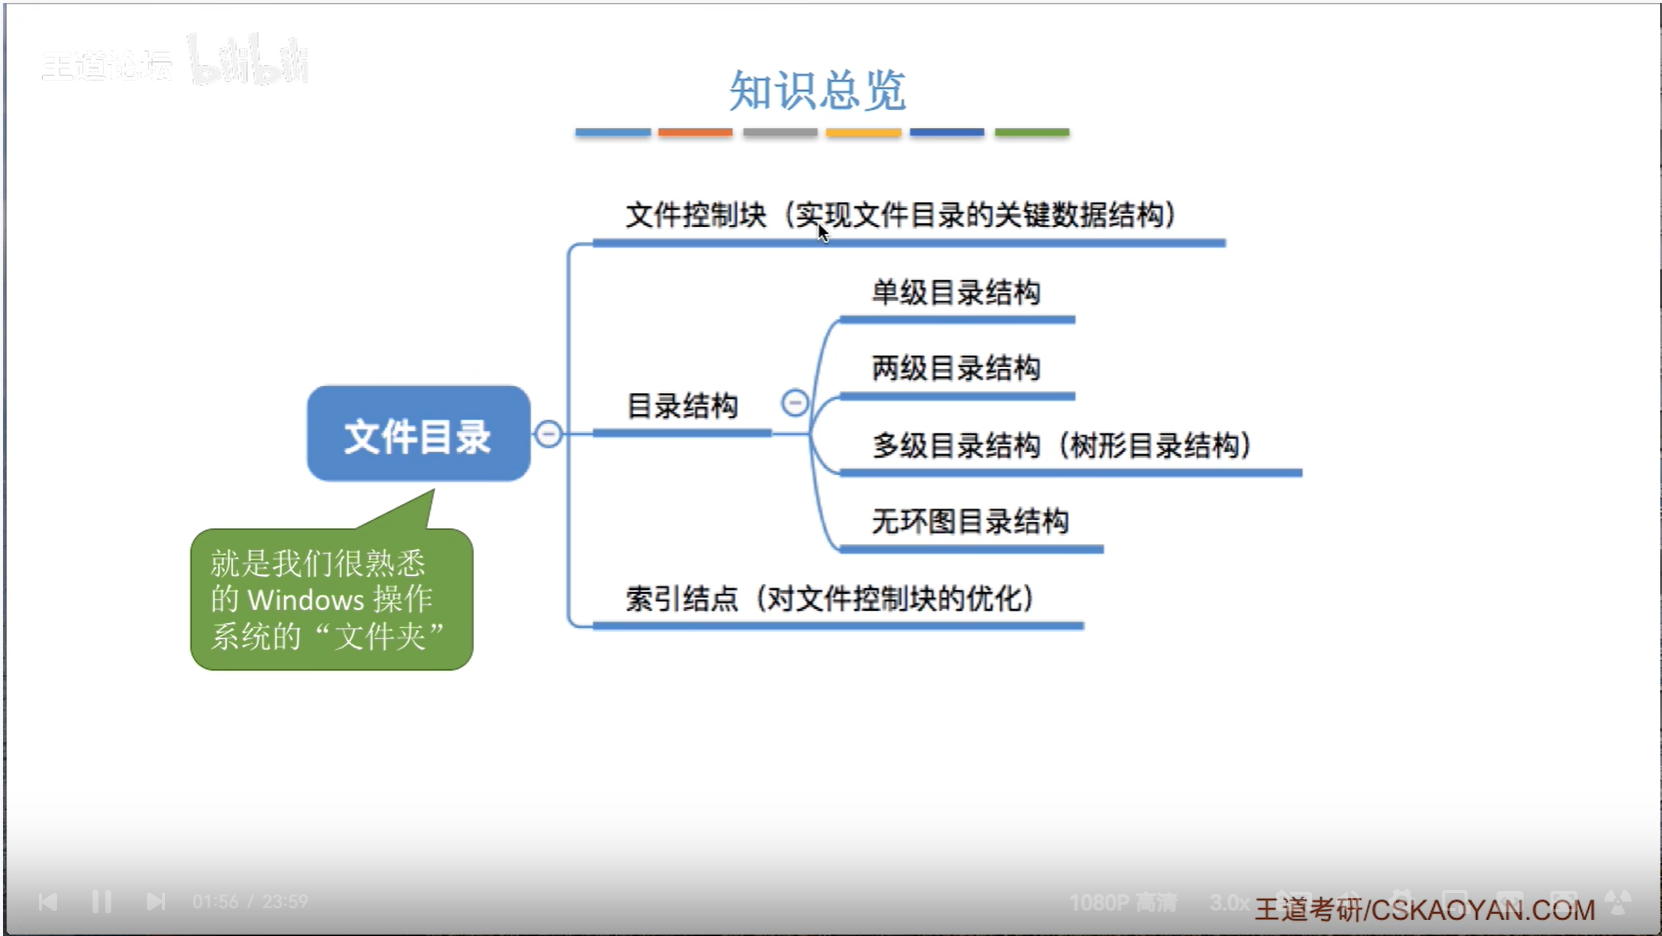 王道论坛 bilibili
知识总览
文件控制块（实现文件目录的关键数据结构）
单级目录结构
两级目录结构
目录结构
多级目录结构（树形目录结构）
无环图目录结构
文件目录
索引结点（对文件控制块的优化）
就是我们很熟悉
的 Windows 操作
系统的“文件夹”
01:56 / 23:59
1080P 高清
3.0x
王道考研/CSKAOYAN.COM